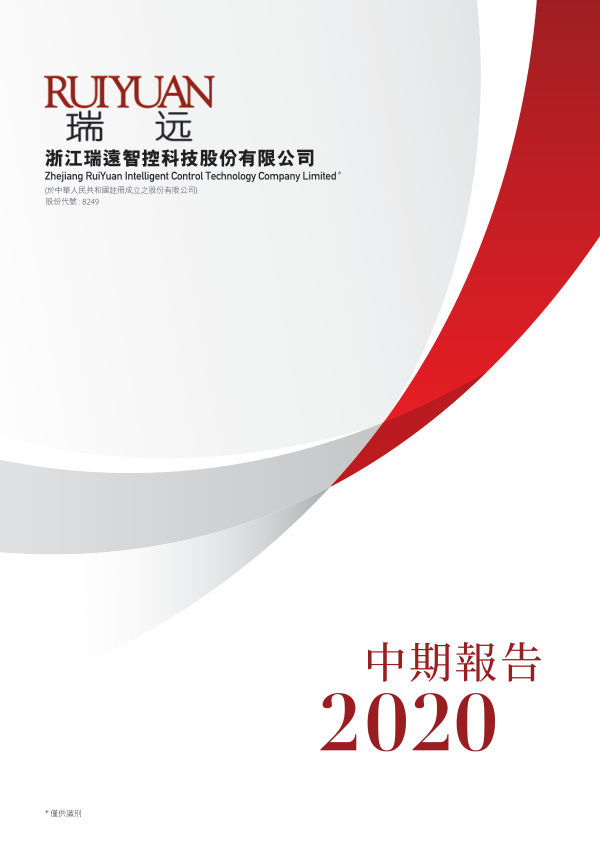 RUIYUAN
瑞 远
浙江瑞遠智控科技股份有限公司
Zhejiang RuiYuan Intelligent Control Technology Company Limited*
(於中華人民共和國註冊成立之股份有限公司)
股份代號 : 8249
中期報告
2020
* 僅供識別